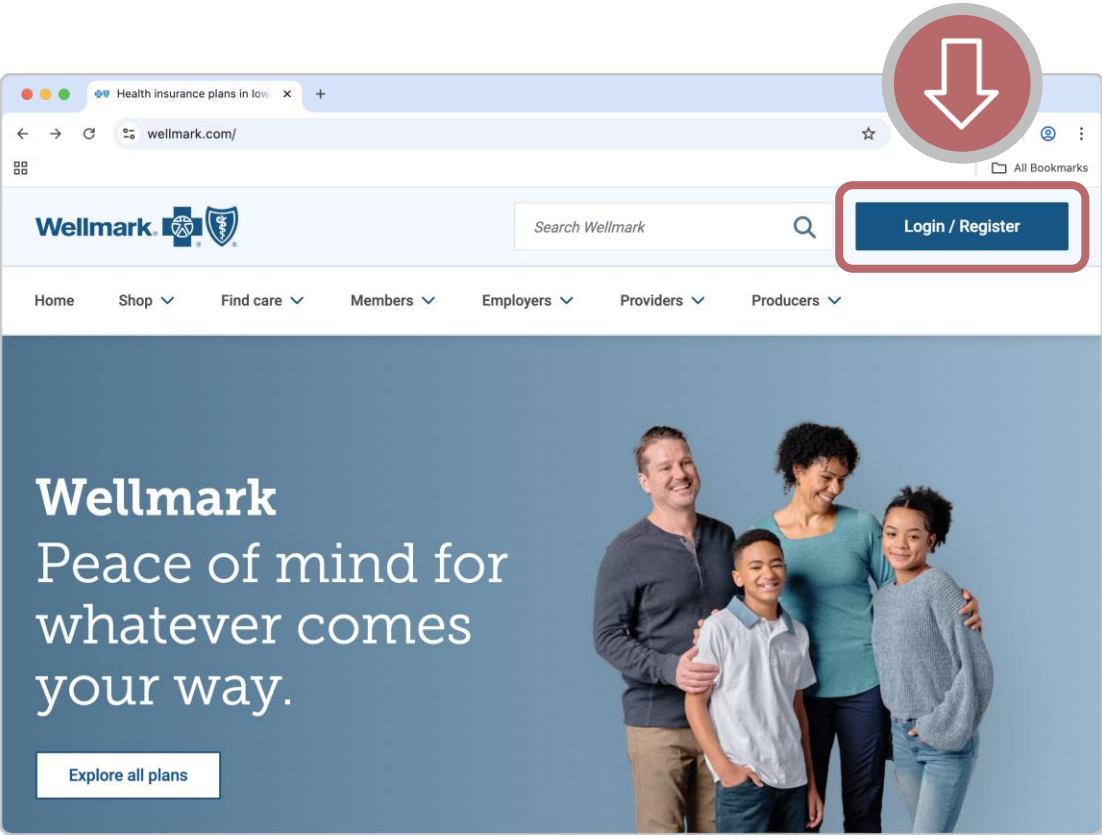 Health insurance plans in Iow
wellmark.com/
All Bookmarks
Wellmark.
Search Wellmark
Login / Register
Home Shop Find care Members Employers Providers Producers
Wellmark
Peace of mind for
whatever comes
your way.
Explore all plans